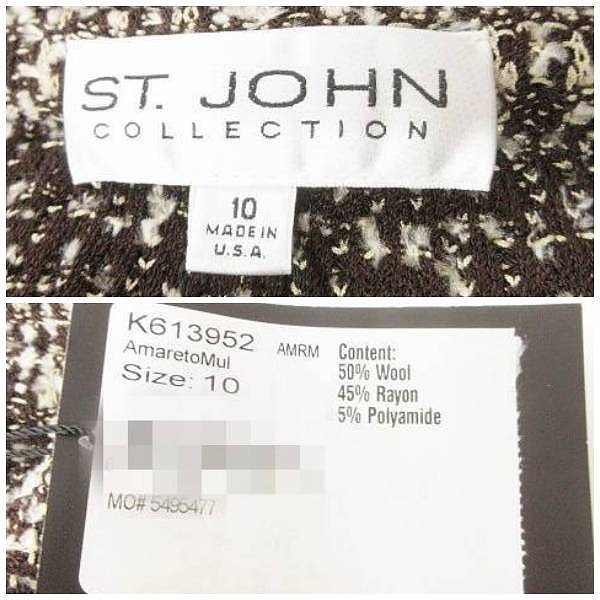 ST. JOHN
COLLECTION
10
MADE IN
U.S.A.
K613952
AmaretoMul
AMRM
Size: 10
MO# 5495477
Content:
50% Wool
45% Rayon
5% Polyamide